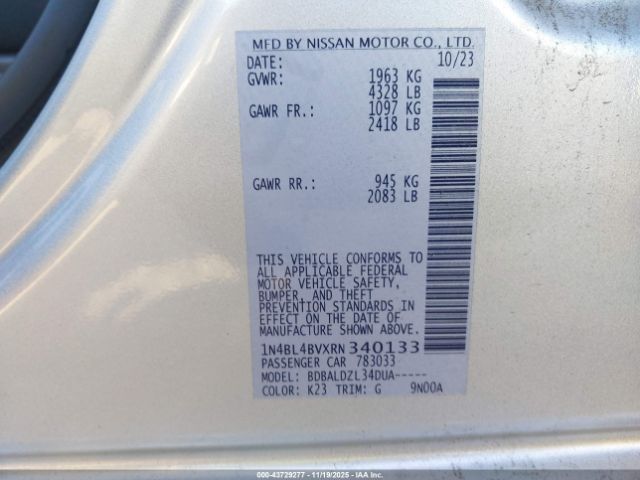 MFD BY NISSAN MOTOR CO., LTD.
DATE: 10/23
GVWR: 1963 KG
4328 LB
GAWR FR.: 1097 KG
2418 LB
GAWR RR.: 945 KG
2083 LB
THIS VEHICLE CONFORMS TO
ALL APPLICABLE FEDERAL
MOTOR VEHICLE SAFETY,
BUMPER, AND THEFT
PREVENTION STANDARDS IN
EFFECT ON THE DATE OF
MANUFACTURE SHOWN ABOVE.
1N4BL4BVXRN340133
PASSENGER CAR 783033
MODEL: BDBALDZL34DUA-----
COLOR: K23 TRIM: G 9N00A
000-43729277 - 11/19/2025 - IAA, Inc.